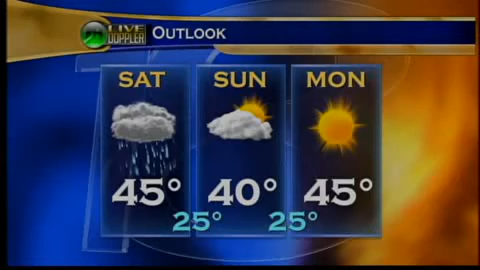 LIVE
DOPPLER
OUTLOOK
SAT SUN MON
45° 40° 45°
25° 25°